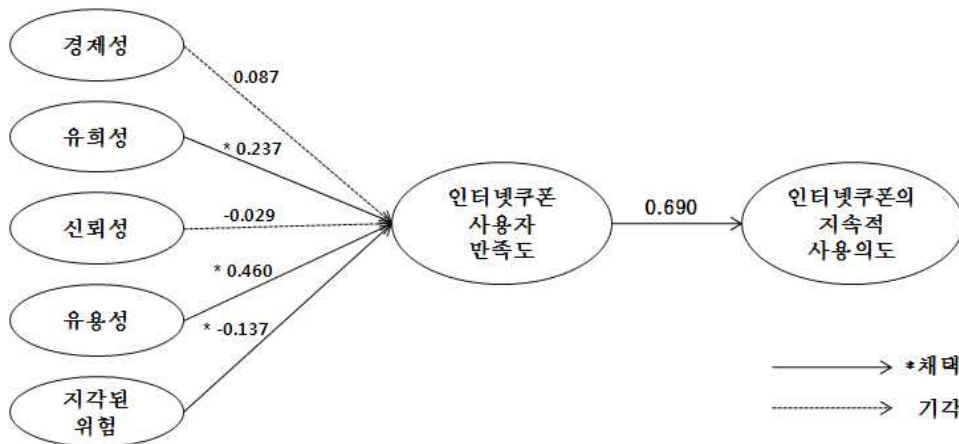 경제성
0.087
유희성
* 0.237
신뢰성
-0.029
유용성
* 0.460
지각된
위험
* -0.137
인터넷쿠폰
사용자
만족도
0.690
인터넷쿠폰의
지속적
사용의도
*채택
기각